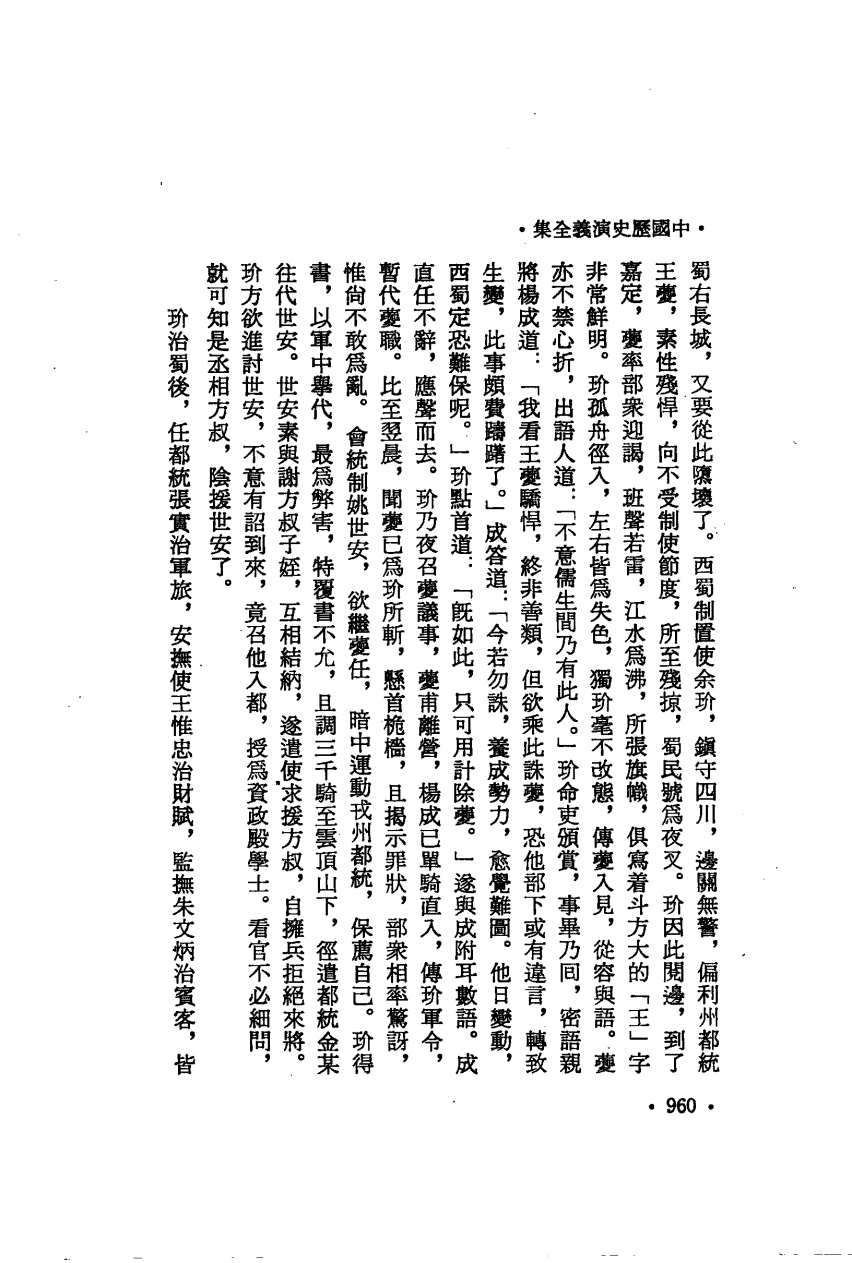 •中國歷史演義全集•
蜀右長城，又要從此隳壞了。西蜀制置使余玠，鎮守四川，邊關無警，偏利州都統
王夔，素性殘悍，向不受制使節度，所至殘掠，蜀民號爲夜叉。玠因此閱邊，到了
嘉定，夔率部衆迎謁，班聲若雷，江水爲沸，所張旗幟，俱寫着斗方大的「王」字
非常鮮明。玠孤舟徑入，左右皆爲失色，獨玠毫不改態，傳夔入見，從容與語。夔
亦不禁心折，出語人道：「不意儒生間乃有此人。」玠命吏頒賞，事畢乃囘，密語親
將楊成道：「我看王夔驕悍，終非善類，但欲乘此誅夔，恐他部下或有違言，轉致
生變，此事頗費躊躇了。」成答道：「今若勿誅，養成勢力，愈覺難圖。他日變動，
西蜀定恐難保呢。」玠點首道：「旣如此，只可用計除夔。」遂與成附耳數語。成
直任不辭，應聲而去。玠乃夜召夔議事，夔甫離營，楊成已單騎直入，傳玠軍令，
暫代夔職。比至翌晨，聞夔已爲玠所斬，懸首桅檣，且揭示罪狀，部衆相率驚訝，
惟尙不敢爲亂。會統制姚世安，欲繼夔任，暗中運動戎州都統，保薦自己。玠得
書，以軍中舉代，最爲弊害，特覆書不允，且調三千騎至雲頂山下，徑遣都統金某
往代世安。世安素與謝方叔子姪，互相結納，遂遣使求援方叔，自擁兵拒絕來將。
玠方欲進討世安，不意有詔到來，竟召他入都，授爲資政殿學士。看官不必細問，
就可知是丞相方叔，陰援世安了。
玠治蜀後，任都統張實治軍旅，安撫使王惟忠治財賦，監撫朱文炳治賓客，皆
•960•